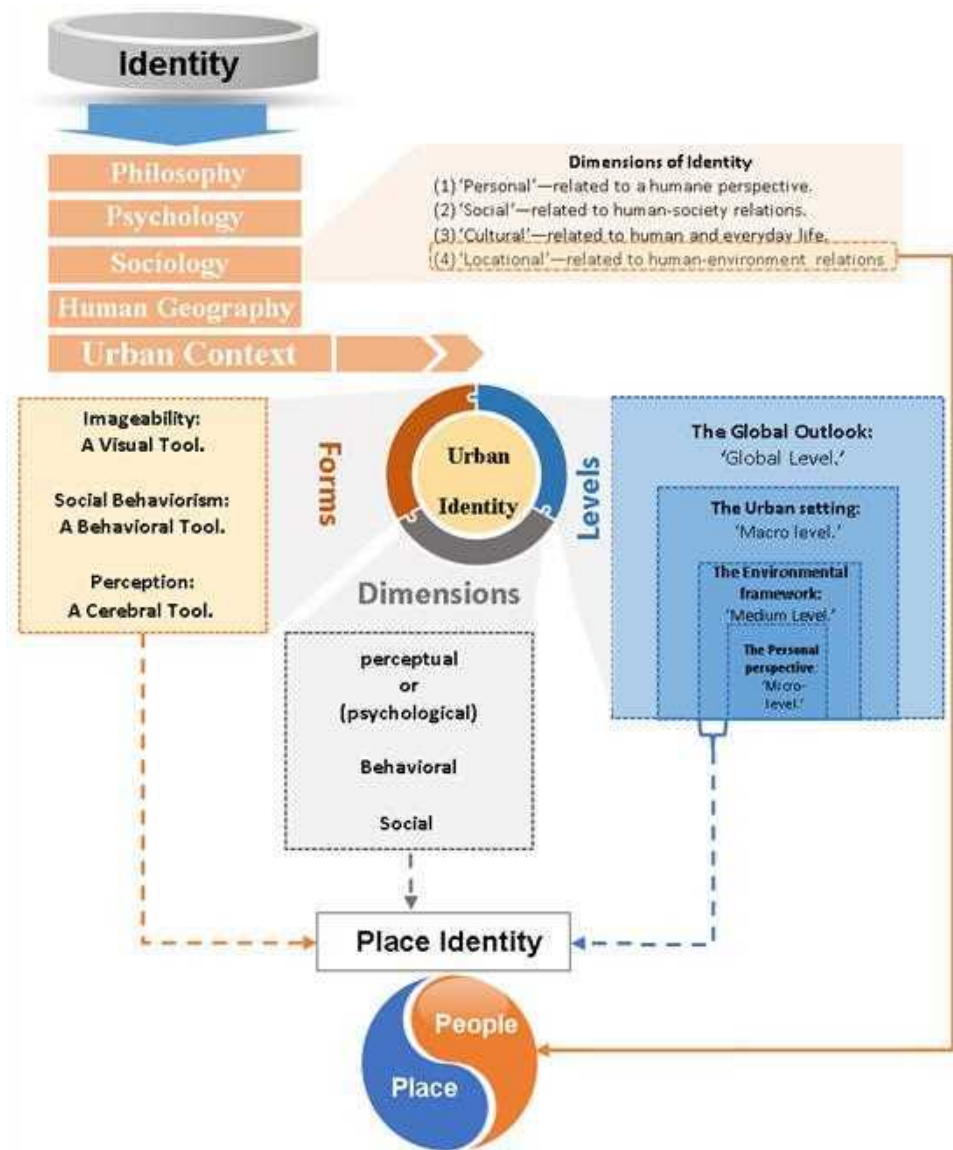 Identity
Philosophy
Psychology
Sociology
Human Geography
Urban Context
Dimensions of Identity
(1) ‘Personal’—related to a humane perspective.
(2) ‘Social’—related to human-society relations.
(3) ‘Cultural’—related to human and everyday life.
(4) ‘Locational’—related to human-environment relations
Imageability:
A Visual Tool.
Social Behaviorism:
A Behavioral Tool.
Perception:
A Cerebral Tool.
Forms
Urban
Identity
Levels
Dimensions
The Global Outlook:
‘Global Level.’
The Urban setting:
‘Macro level.’
The Environmental
framework:
‘Medium Level.’
The Personal
perspective:
‘Micro-
level.’
perceptual
or
(psychological)
Behavioral
Social
Place Identity
People
Place